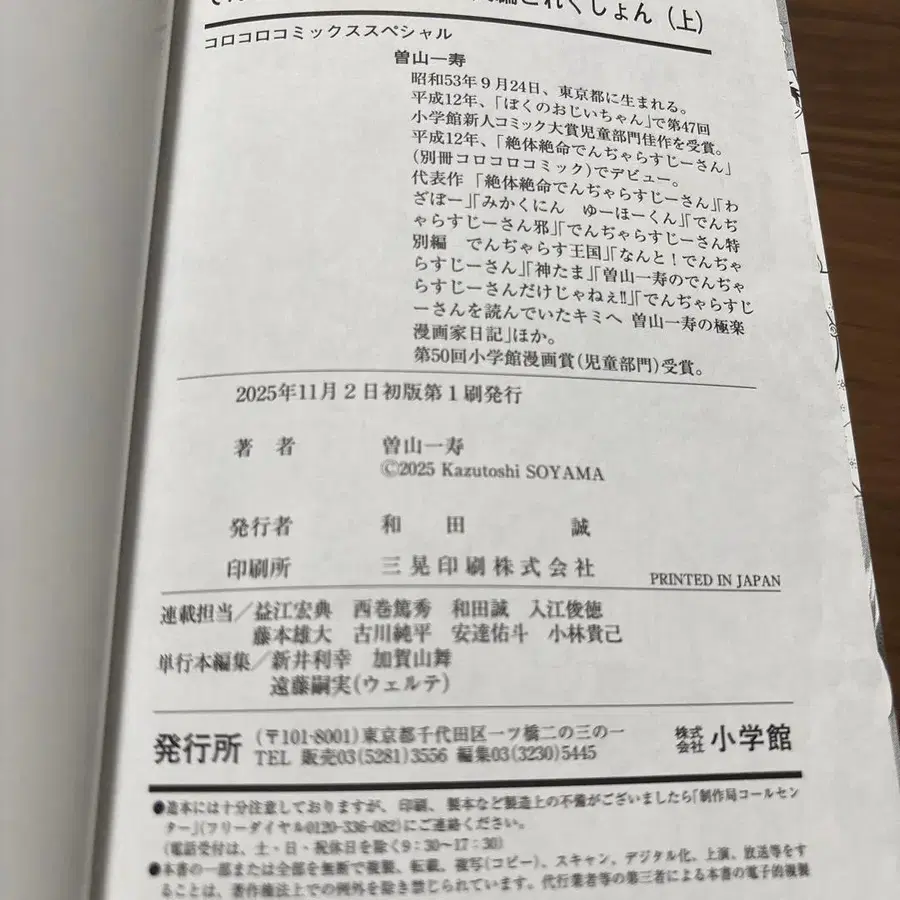 これくしょん（上）
コロコロコミックススペシャル
曽山一寿
昭和53年９月24日、東京都に生まれる。
平成12年、「ぼくのおじいちゃん」で第47回
小学館新人コミック大賞児童部門佳作を受賞。
平成12年、「絶体絶命でんぢゃらすじーさん」
(別冊コロコロコミック)でデビュー。
代表作　「絶体絶命でんぢゃらすじーさん」「わ
ざぼー」「みかくにん　ゆーほーくん」「でんぢ
ゃらすじーさん邪」「でんぢゃらすじーさん特
別編　でんぢゃらす王国」「なんと！でんぢゃ
らすじーさん」「神たま」「曽山一寿のでんぢゃ
らすじーさんだけじゃねぇ!!」「でんぢゃらすじ
ーさんを読んでいたキミへ 曽山一寿の極楽
漫画家日記」ほか。
第50回小学館漫画賞(児童部門)受賞。
2025年11月２日初版第１刷発行
著　者　曽山一寿
©2025 Kazutoshi SOYAMA
発行者　和　田　誠
印刷所　三晃印刷株式会社
PRINTED IN JAPAN
連載担当／益江宏典　西巻篤秀　和田誠　入江俊徳
藤本雄大　古川純平　安達佑斗　小林貴己
単行本編集／新井利幸　加賀山舞
遠藤嗣実(ウェルテ)
発行所　(〒101-8001)東京都千代田区一ツ橋二の三の一
TEL 販売03(5281)3556 編集03(3230)5445
株式会社 小学館
●造本には十分注意しておりますが、印刷、製本など製造上の不備がございましたら「制作局コールセン
ター」(フリーダイヤル0120-336-082)にご連絡ください。
(電話受付は、土・日・祝休日を除く9：30〜17：30)
●本書の一部または全部を無断で複製、転載、複写(コピー)、スキャン、デジタル化、上演、放送等をす
ることは、著作権法上での例外を除き禁じられています。代行業者等の第三者による本書の電子的複製